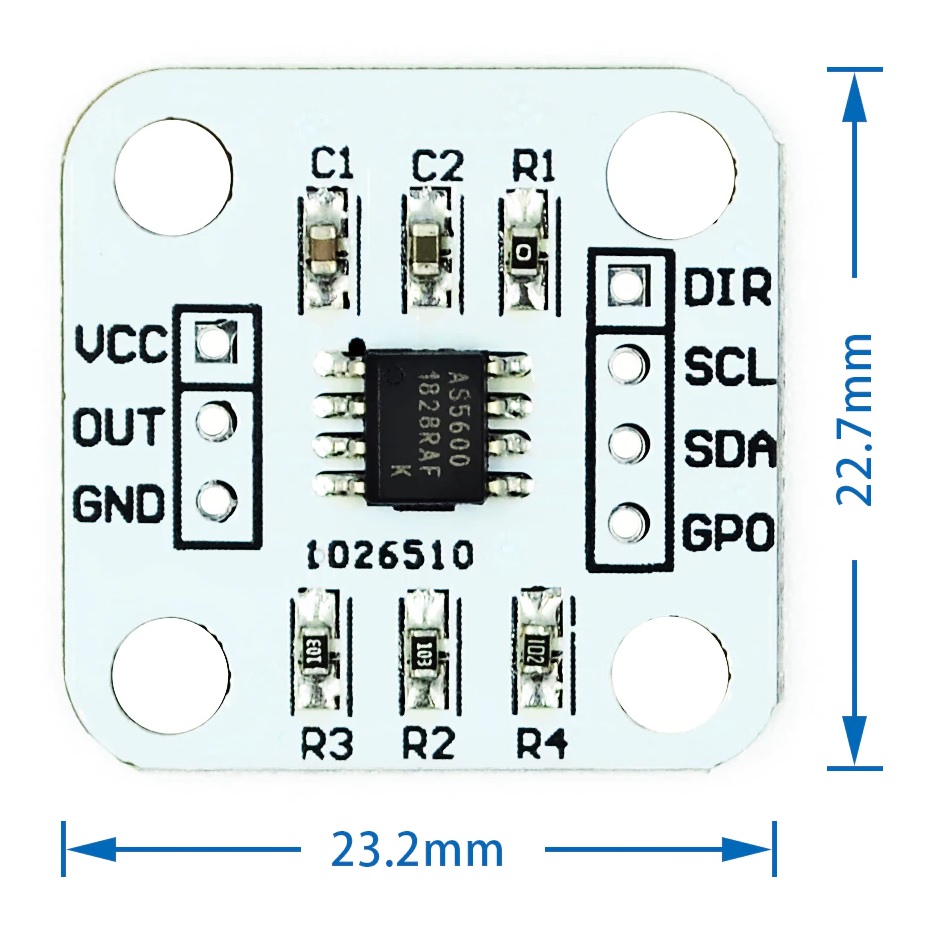 C1 C2 R1
0
DIR
VCC
SCL
OUT
SDA
GND
GPO
AS5600
1828RAF
K
1026510
103 103 102
R3 R2 R4
22.7mm
23.2mm